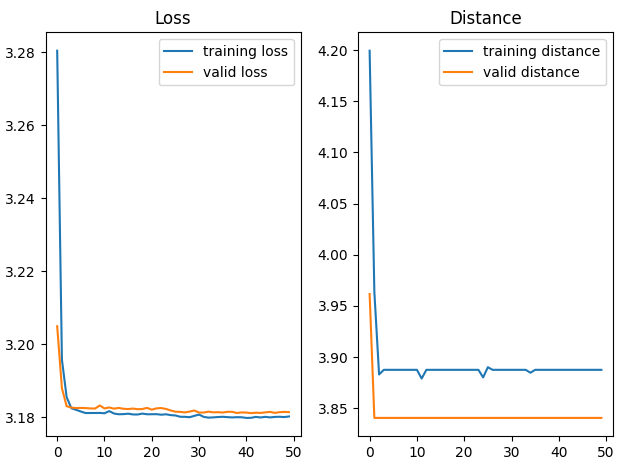 Loss
3.28
3.26
3.24
3.22
3.20
3.18
0 10 20 30 40 50
training loss
valid loss
Distance
4.20
4.15
4.10
4.05
4.00
3.95
3.90
3.85
0 10 20 30 40 50
training distance
valid distance